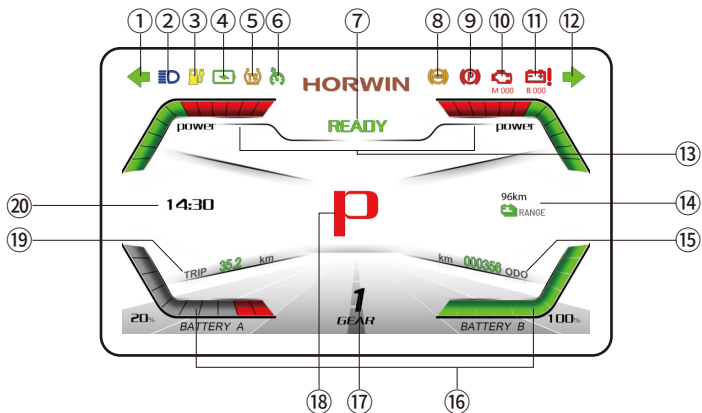 ① ② ③ ④ ⑤ ⑥ ⑦ ⑧ ⑨ ⑩ ⑪ ⑫
TC HORWIN ABS P M 000 B 000
power READY power
⑬
⑳ 14:30 P 96km ⑭
RANGE
⑲ TRIP 35.2 km km 000356 ODO ⑮
20% BATTERY A 1 BATTERY B 100%
GEAR
⑱ ⑰ ⑯